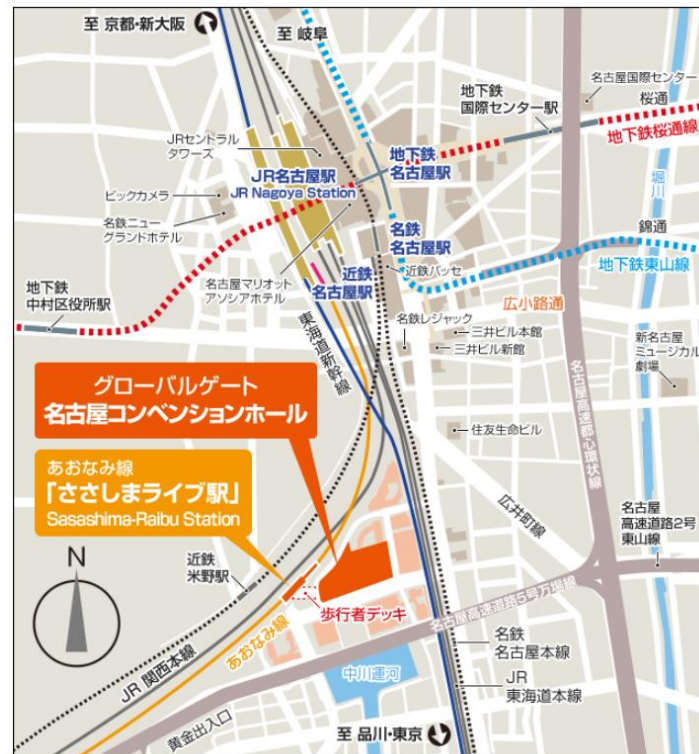 至 京都・新大阪
至 岐阜
名古屋国際センター
地下鉄
国際センター駅
桜通
地下鉄桜通線
JRセントラル
タワーズ
地下鉄
名古屋駅
JR名古屋駅
JR Nagoya Station
堀川
ビックカメラ
名鉄ニュー
グランドホテル
名鉄
名古屋駅
錦通
近鉄パッセ
地下鉄東山線
名古屋マリオット
アソシアホテル
近鉄
名古屋駅
地下鉄
中村区役所駅
広小路通
東海道新幹線
名鉄レジャック
三井ビル本館
三井ビル新館
新名古屋
ミュージカル
劇場
名古屋高速都心環状線
グローバルゲート
名古屋コンベンションホール
住友生命ビル
あおなみ線
「ささしまライブ駅」
Sasashima-Raibu Station
広井町線
名古屋
高速道路2号
東山線
N
近鉄
米野駅
歩行者デッキ
名古屋高速道路5号万場線
あおなみ線
JR 関西本線
名鉄
名古屋本線
中川運河
JR
東海道本線
黄金出入口
至 品川・東京